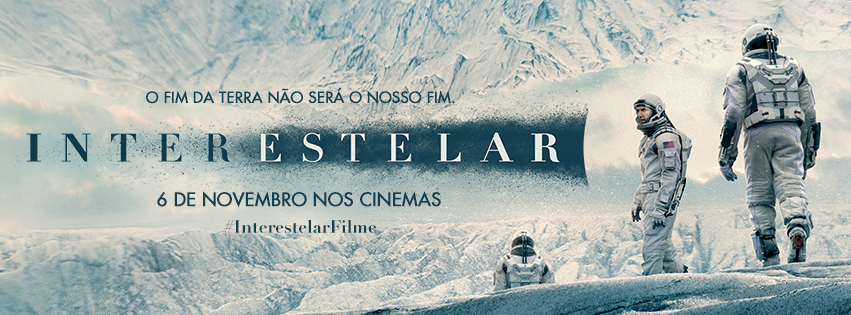 O FIM DA TERRA NÃO SERÁ O NOSSO FIM.
INTERESTELAR
6 DE NOVEMBRO NOS CINEMAS
#InterestelarFilme